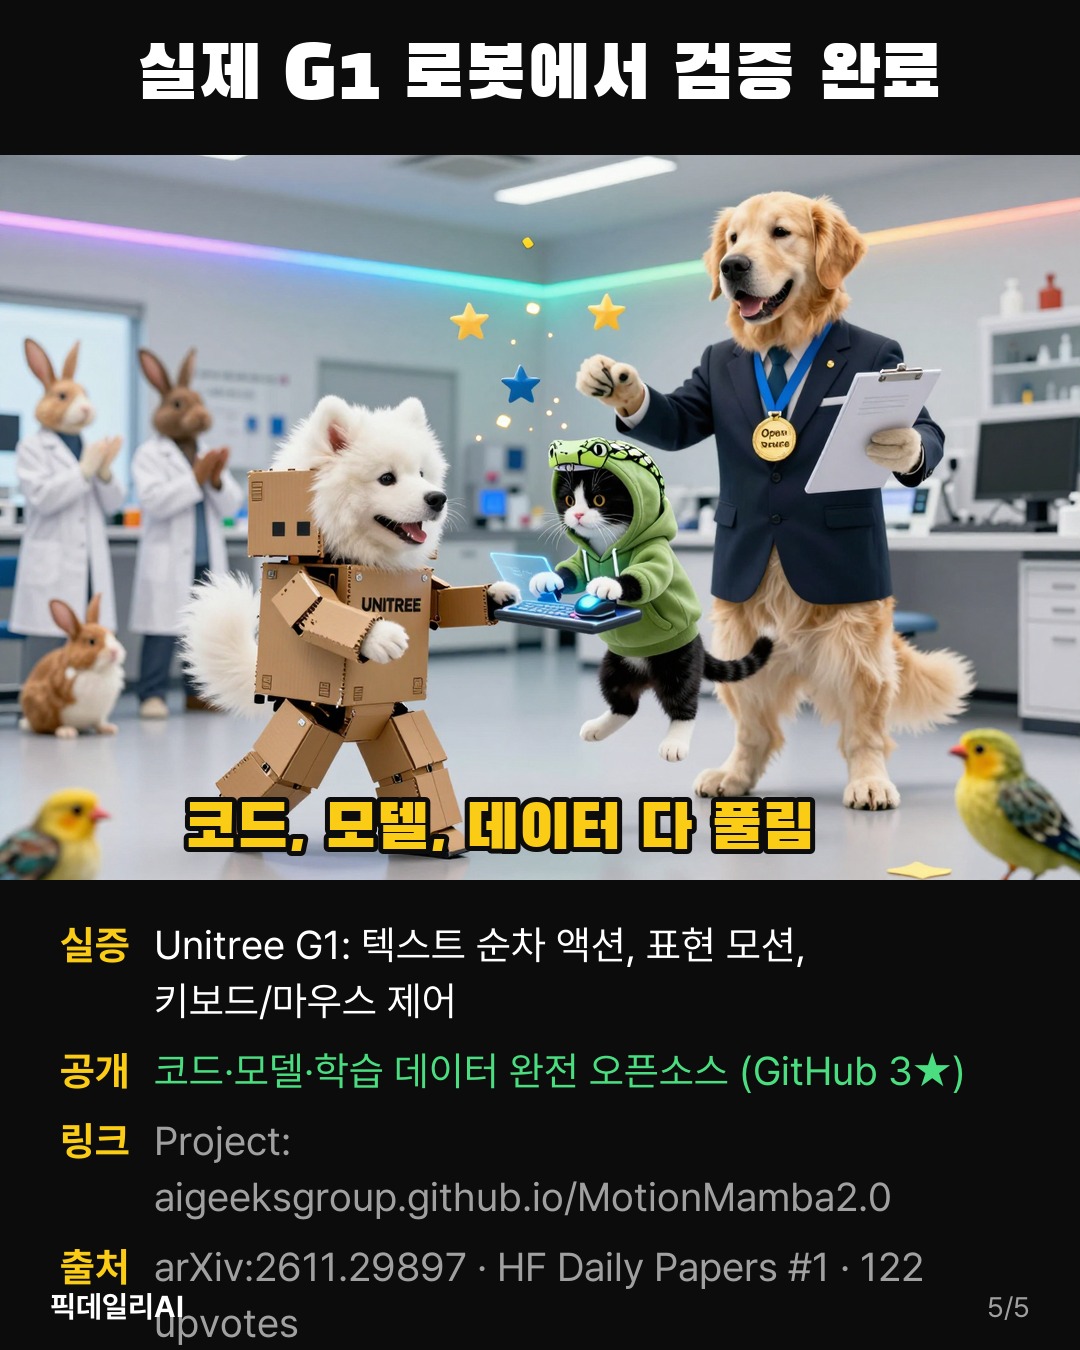 실제 G1 로봇에서 검증 완료
Open
UNITREE
코드, 모델, 데이터 다 풀림
실증 Unitree G1: 텍스트 순차 액션, 표현 모션,
키보드/마우스 제어
공개 코드·모델·학습 데이터 완전 오픈소스 (GitHub 3★)
링크 Project:
aigeeksgroup.github.io/MotionMamba2.0
출처 arXiv:2611.29897 · HF Daily Papers #1 · 122
upvotes
픽데일리AI
5/5